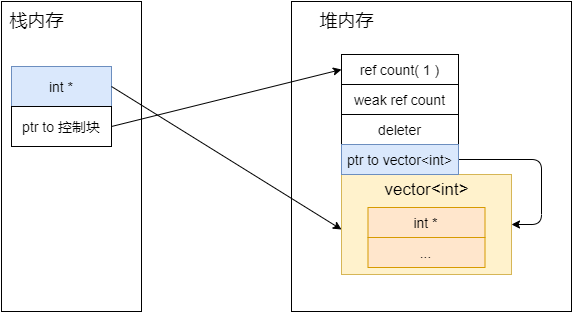 栈内存
int *
ptr to 控制块
堆内存
ref count( 1 )
weak ref count
deleter
ptr to vector<int>
vector<int>
int *
...